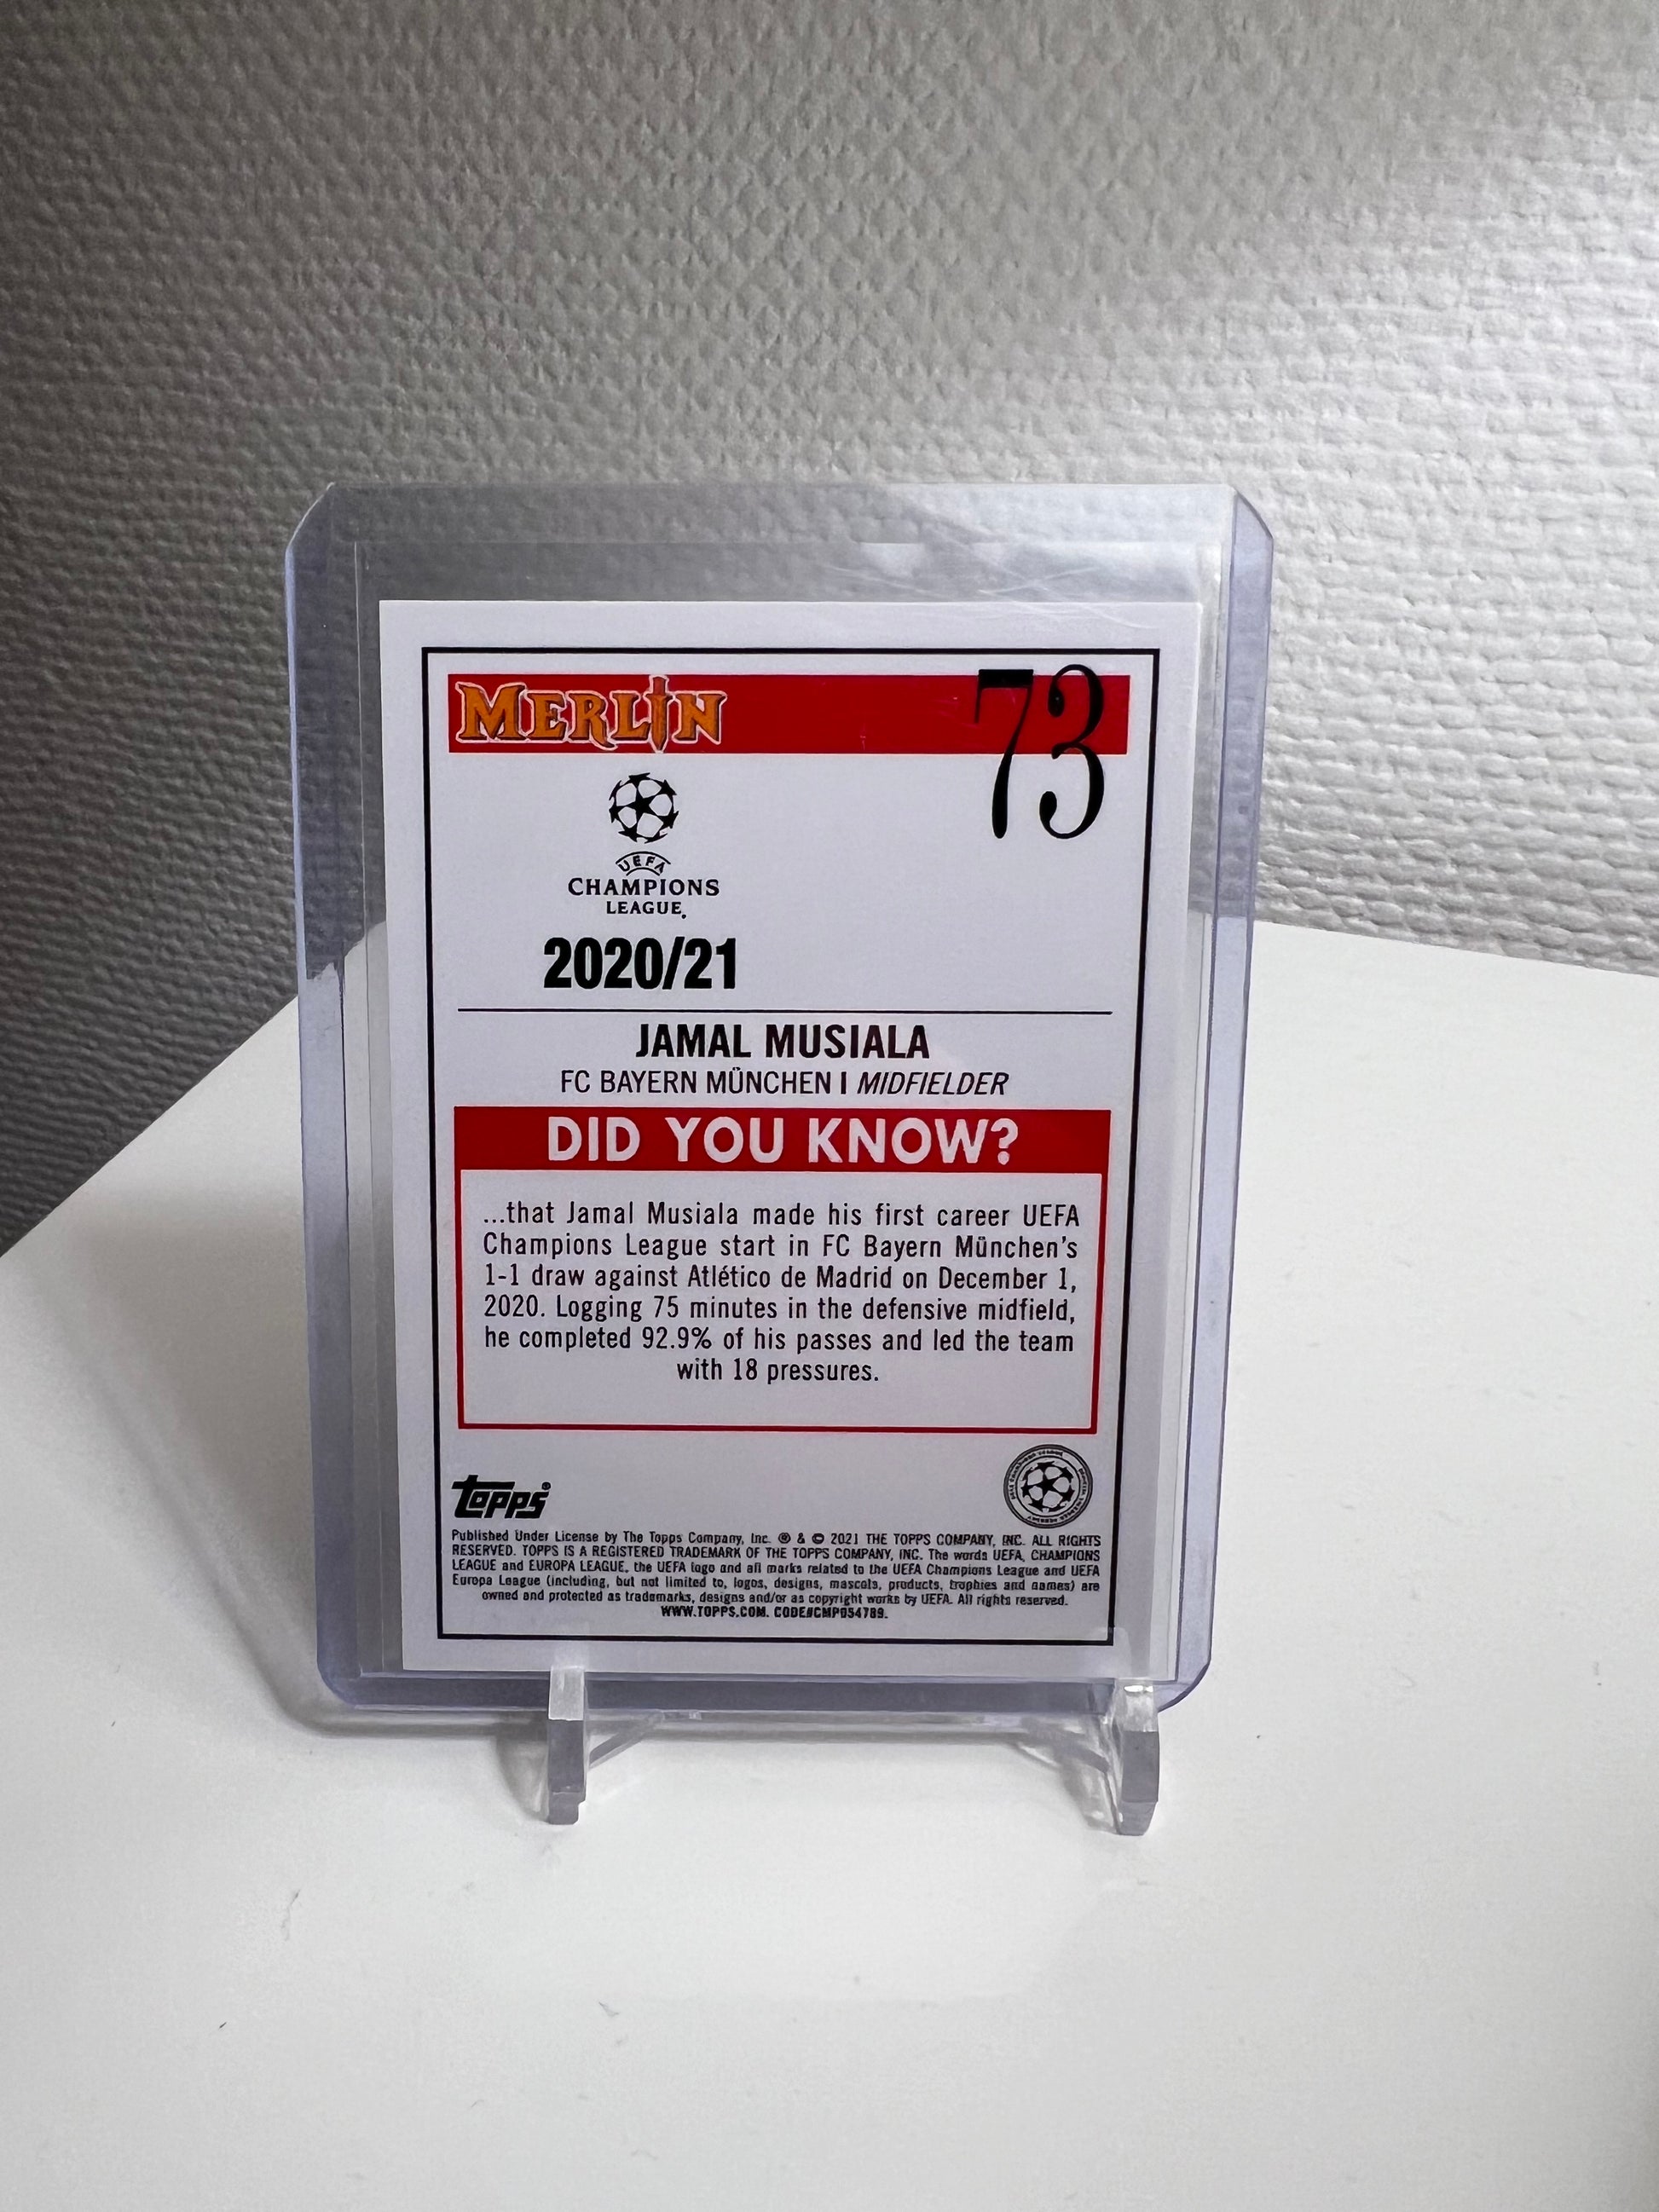 MERLIN 73
UEFA
CHAMPIONS
LEAGUE.
2020/21
JAMAL MUSIALA
FC BAYERN MÜNCHEN I MIDFIELDER
DID YOU KNOW?
...that Jamal Musiala made his first career UEFA
Champions League start in FC Bayern München's
1-1 draw against Atlético de Madrid on December 1,
2020. Logging 75 minutes in the defensive midfield,
he completed 92.9% of his passes and led the team
with 18 pressures.
topps®
Published Under License by The Topps Company, Inc. ® & © 2021 THE TOPPS COMPANY, INC. ALL RIGHTS
RESERVED. TOPPS IS A REGISTERED TRADEMARK OF THE TOPPS COMPANY, INC. The words UEFA, CHAMPIONS
LEAGUE and EUROPA LEAGUE, the UEFA logo and all marks related to the UEFA Champions League and UEFA
Europa League (including, but not limited to, logos, designs, mascots, products, trophies and names) are
owned and protected as trademarks, designs and/or as copyright works by UEFA. All rights reserved.
WWW.TOPPS.COM. CODE#CMP054789.